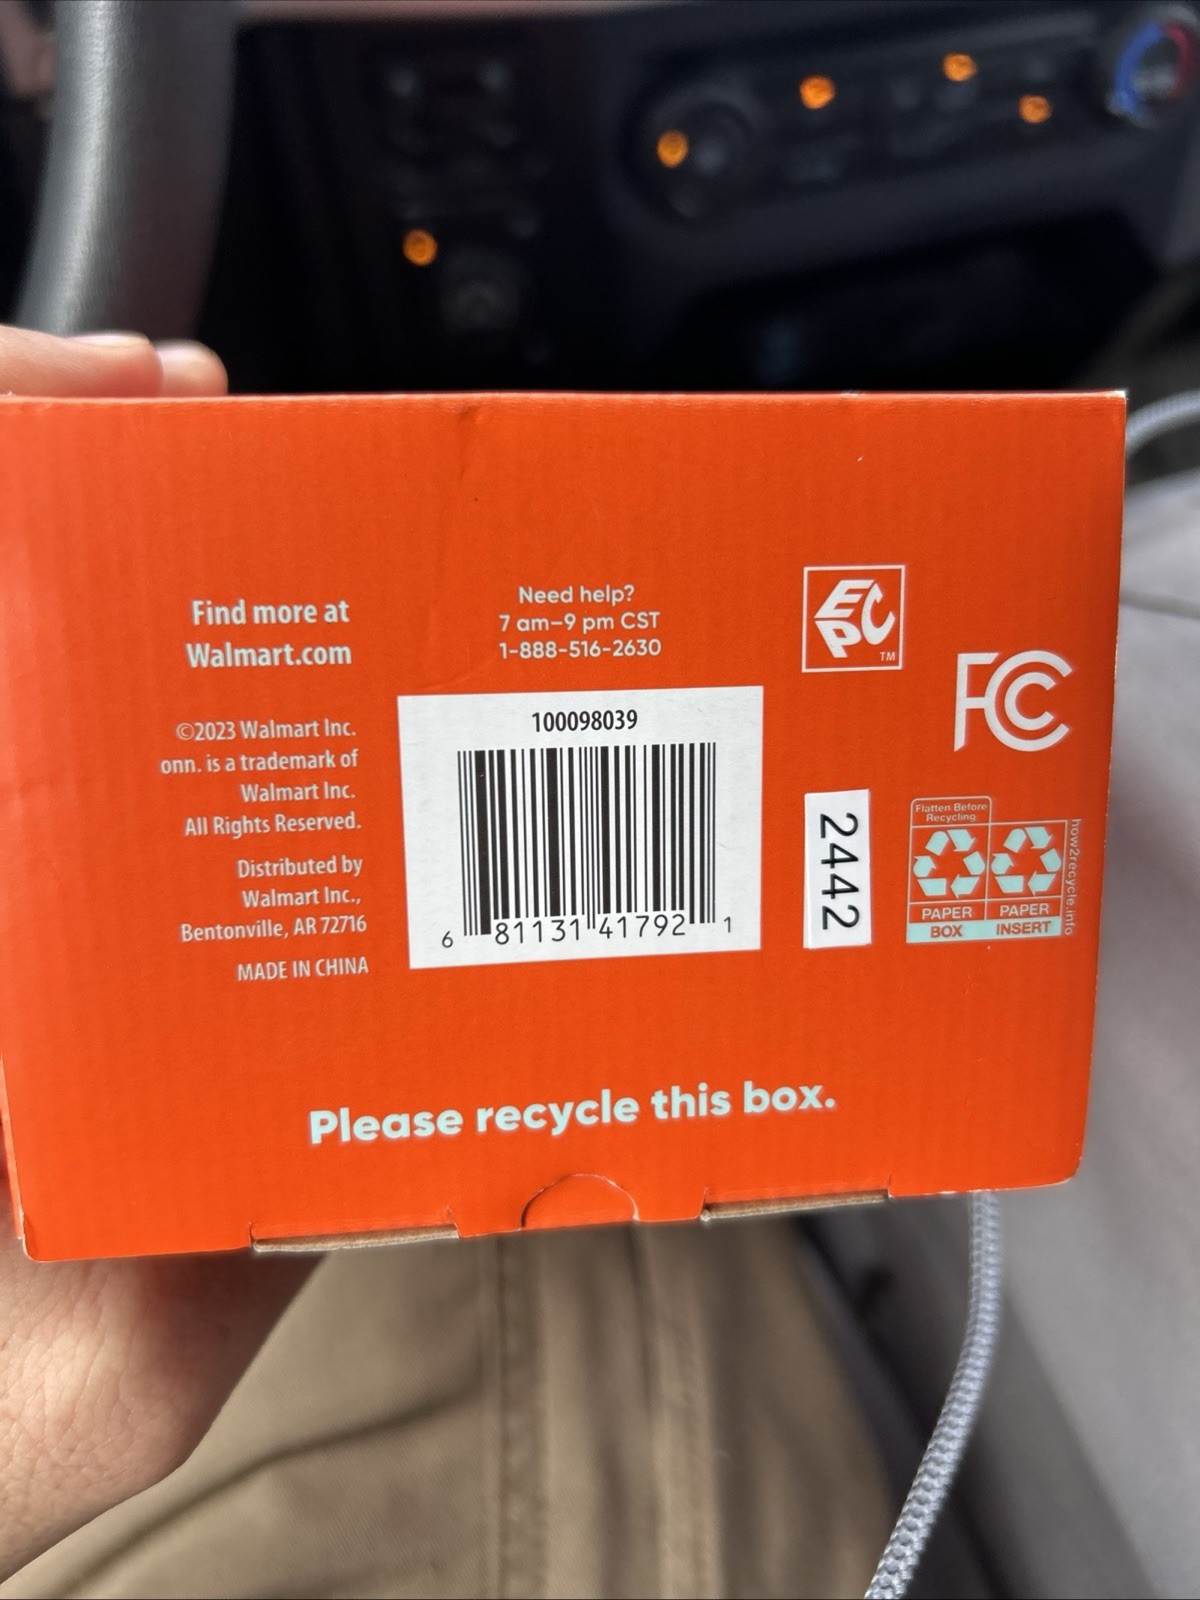 Find more at
Walmart.com
©2023 Walmart Inc.
onn. is a trademark of
Walmart Inc.
All Rights Reserved.
Distributed by
Walmart Inc.,
Bentonville, AR 72716
MADE IN CHINA
Need help?
7 am–9 pm CST
1-888-516-2630
100098039
6 81131 41792 1
EPC
TM
FC
2442
Flatten Before
Recycling
PAPER
BOX
PAPER
INSERT
how2recycle.info
Please recycle this box.